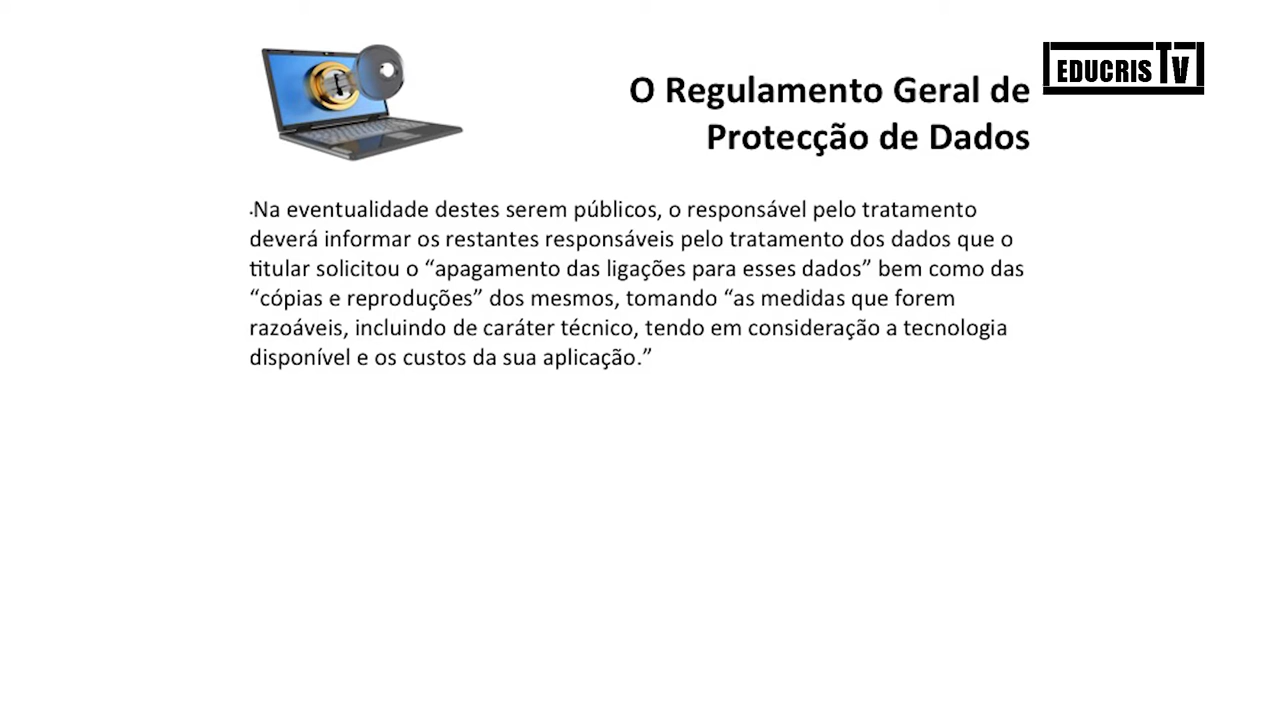 EDUCRIS TV
O Regulamento Geral de
Protecção de Dados
.Na eventualidade destes serem públicos, o responsável pelo tratamento
deverá informar os restantes responsáveis pelo tratamento dos dados que o
titular solicitou o “apagamento das ligações para esses dados” bem como das
“cópias e reproduções” dos mesmos, tomando “as medidas que forem
razoáveis, incluindo de caráter técnico, tendo em consideração a tecnologia
disponível e os custos da sua aplicação.”